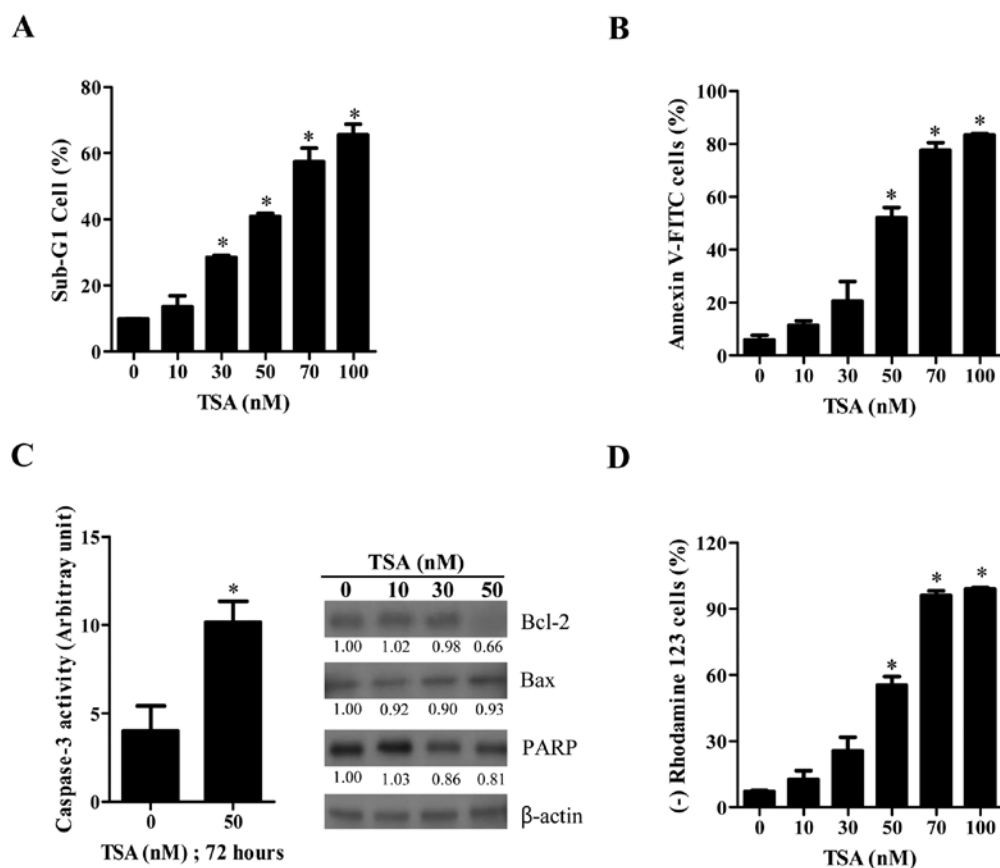 A
Sub-G1 Cell (%)
80
60
40
20
0
* * * *
0 10 30 50 70 100
TSA (nM)
B
Annexin V-FITC cells (%)
100
80
60
40
20
0
* * *
0 10 30 50 70 100
TSA (nM)
C
Caspase-3 activity (Arbitray unit)
15
10
5
0
*
0 50
TSA (nM) ; 72 hours
TSA (nM)
0 10 30 50
Bcl-2
1.00 1.02 0.98 0.66
Bax
1.00 0.92 0.90 0.93
PARP
1.00 1.03 0.86 0.81
β-actin
D
(-) Rhodamine 123 cells (%)
120
90
60
30
0
* * *
0 10 30 50 70 100
TSA (nM)